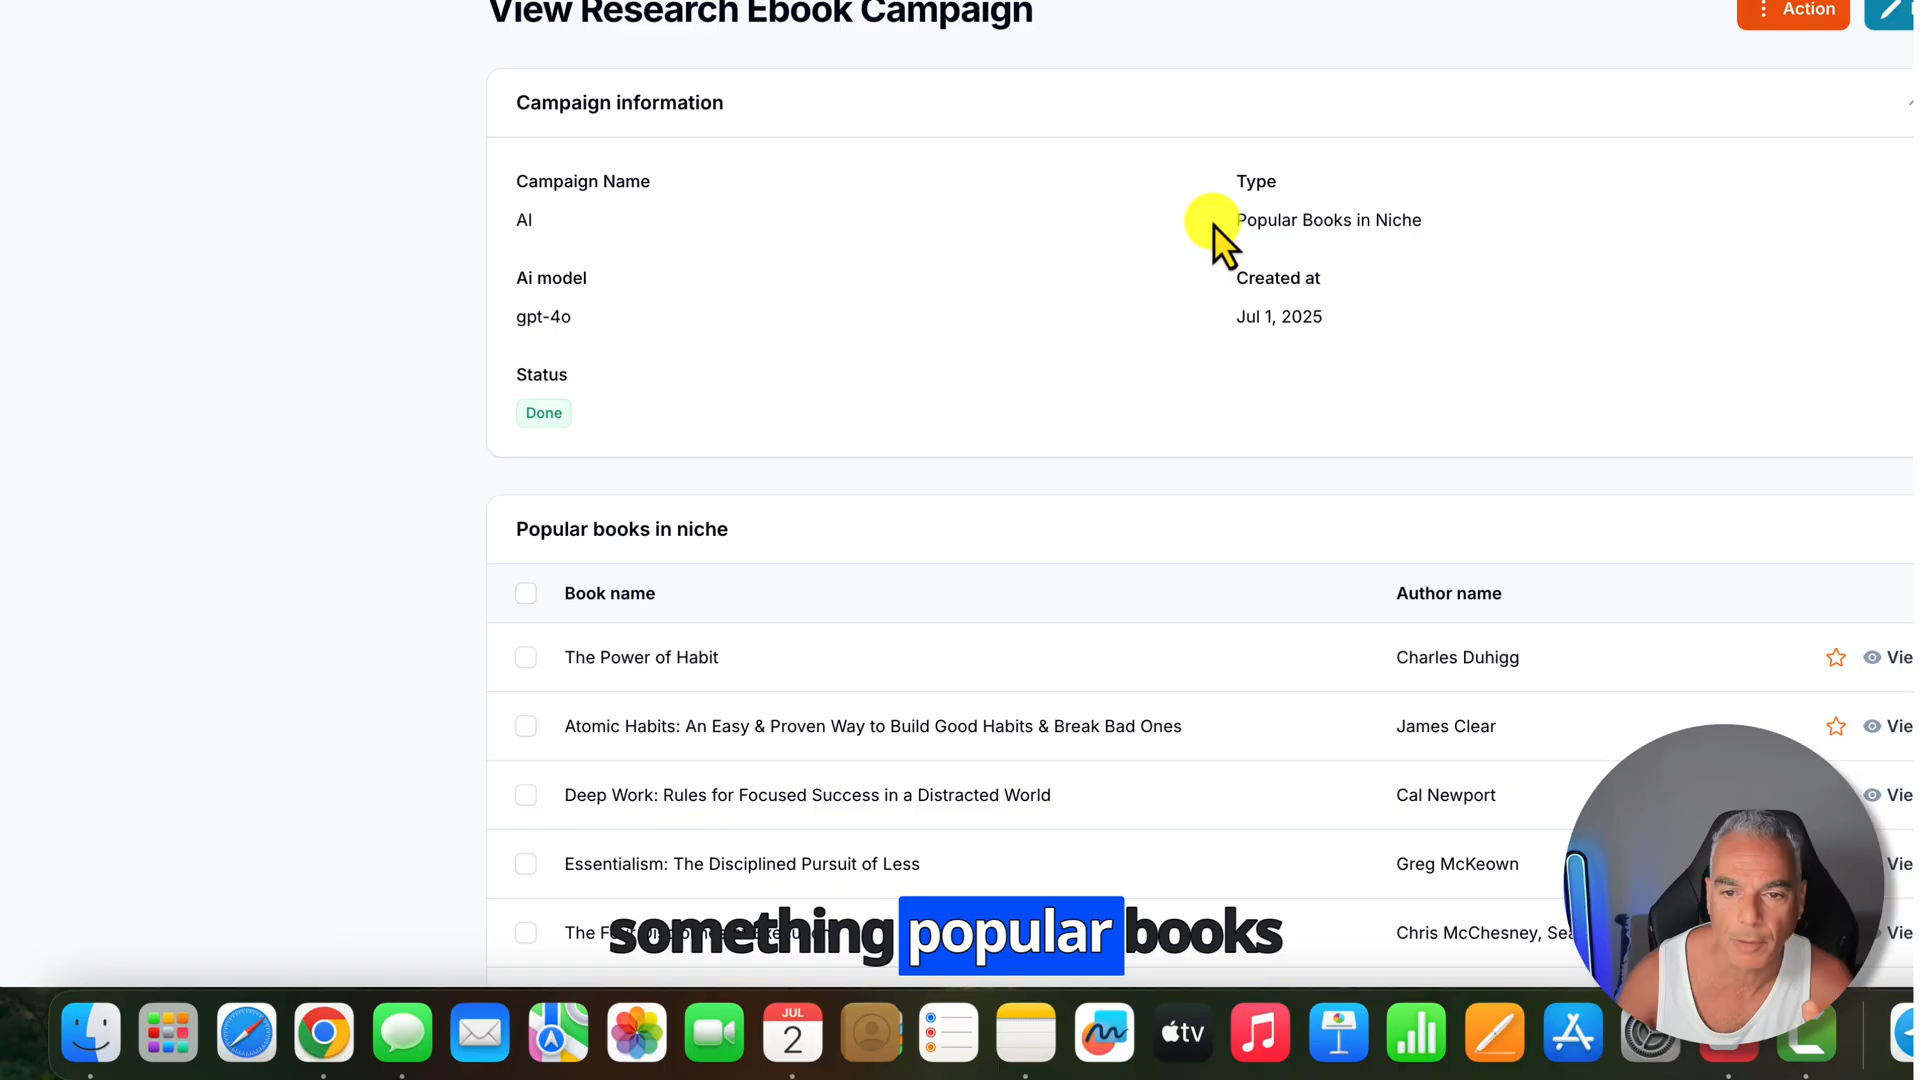 View Research Ebook Campaign
Action
Campaign information
Campaign Name
Type
AI
Popular Books in Niche
Ai model
Created at
gpt-4o
Jul 1, 2025
Status
Done
Popular books in niche
Book name
Author name
The Power of Habit
Charles Duhigg
Vie
Atomic Habits: An Easy & Proven Way to Build Good Habits & Break Bad Ones
James Clear
Vie
Deep Work: Rules for Focused Success in a Distracted World
Cal Newport
Vie
Essentialism: The Disciplined Pursuit of Less
Greg McKeown
Vie
The
Chris McChesney, Sea
Vie
something popular books
JUL
2
tv